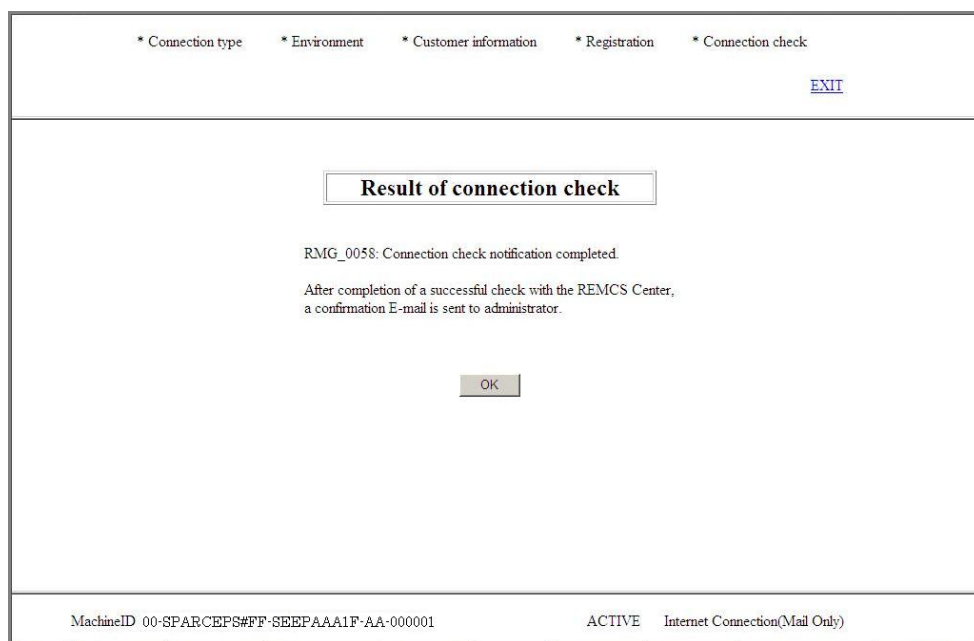 * Connection type * Environment * Customer information * Registration * Connection check
EXIT
Result of connection check
RMG_0058: Connection check notification completed.
After completion of a successful check with the REMCS Center,
a confirmation E-mail is sent to administrator.
OK
MachineID 00-SPARCEPS#FF-SEEPAAA1F-AA-000001 ACTIVE Internet Connection(Mail Only)